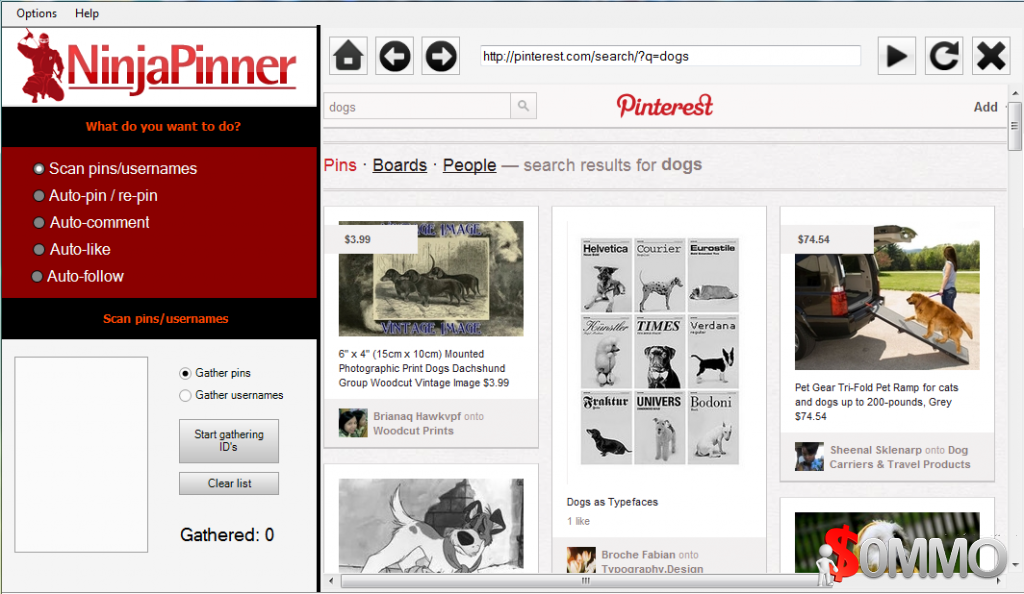 Options Help
NinjaPinner
What do you want to do?
Scan pins/usernames
Auto-pin / re-pin
Auto-comment
Auto-like
Auto-follow
Scan pins/usernames
Gather pins
Gather usernames
Start gathering
ID's
Clear list
Gathered: 0
http://pinterest.com/search/?q=dogs
dogs
Pinterest
Add
Pins · Boards · People — search results for dogs
$3.99
VINTAGE IMAGE
VINTAGE IMAGE
6" x 4" (15cm x 10cm) Mounted
Photographic Print Dogs Dachshund
Group Woodcut Vintage Image $3.99
Brianaq Hawkvpf onto
Woodcut Prints
Helvetica Courier Eurostile
Künstler TIMES Verdana
Fraktur UNIVERS Bodoni
Dogs as Typefaces
1 like
Broche Fabian onto
Typography.Design
$74.54
Pet Gear Tri-Fold Pet Ramp for cats
and dogs up to 200-pounds, Grey
$74.54
Sheenal Sklenarp onto Dog
Carriers & Travel Products
$0MMO